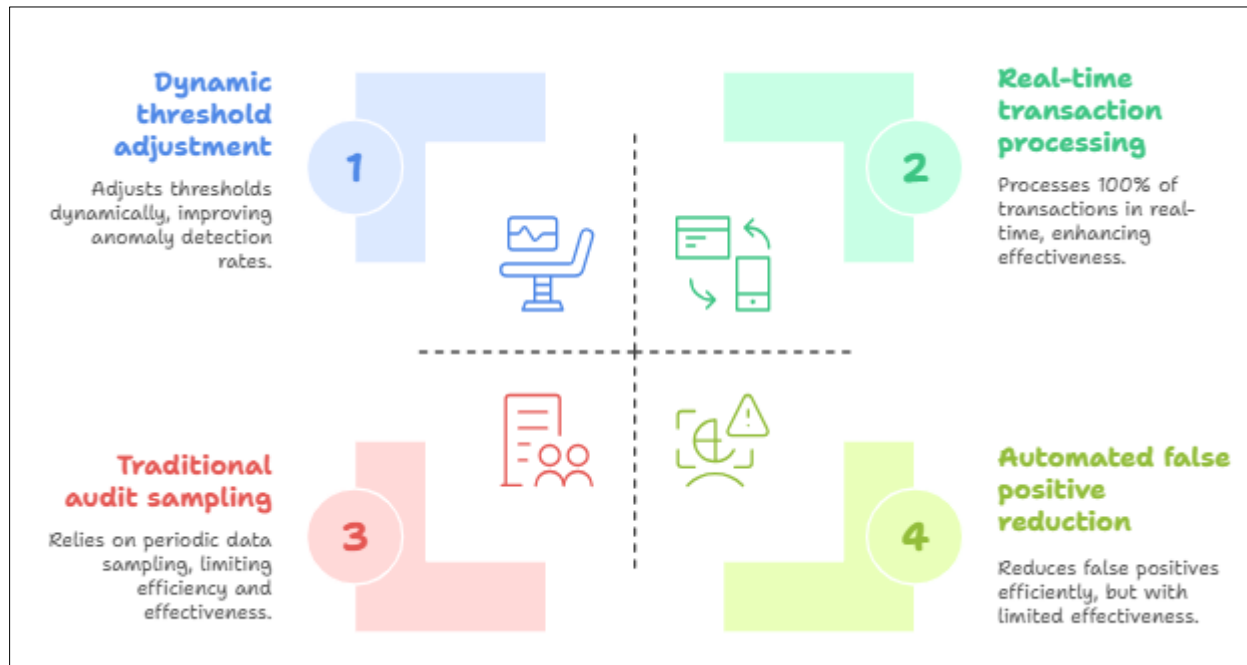 Dynamic
threshold
adjustment
1
Adjusts thresholds
dynamically, improving
anomaly detection
rates.
Real-time
transaction
processing
2
Processes 100% of
transactions in real-
time, enhancing
effectiveness.
Traditional
audit sampling
3
Relies on periodic data
sampling, limiting
efficiency and
effectiveness.
Automated false
positive
reduction
4
Reduces false positives
efficiently, but with
limited effectiveness.